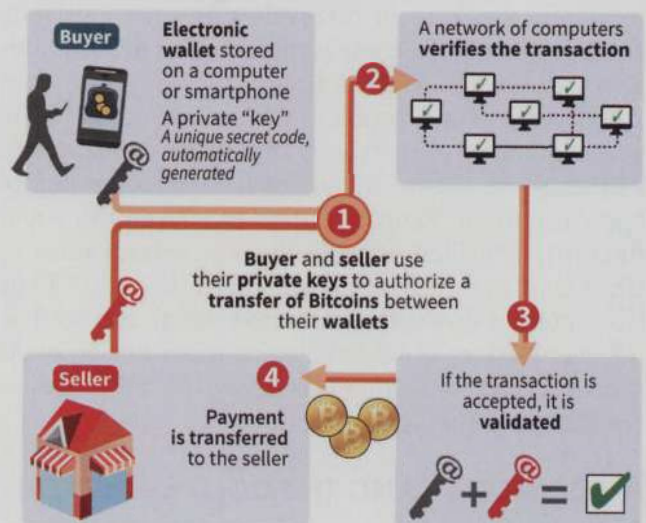 Buyer
Electronic
wallet stored
on a computer
or smartphone
A private “key”
A unique secret code,
automatically
generated
@
2
A network of computers
verifies the transaction
1
Buyer and seller use
their private keys to authorize a
transfer of Bitcoins between
their wallets
@
3
Seller
4
Payment
is transferred
to the seller
If the transaction is
accepted, it is
validated
@ + @ =